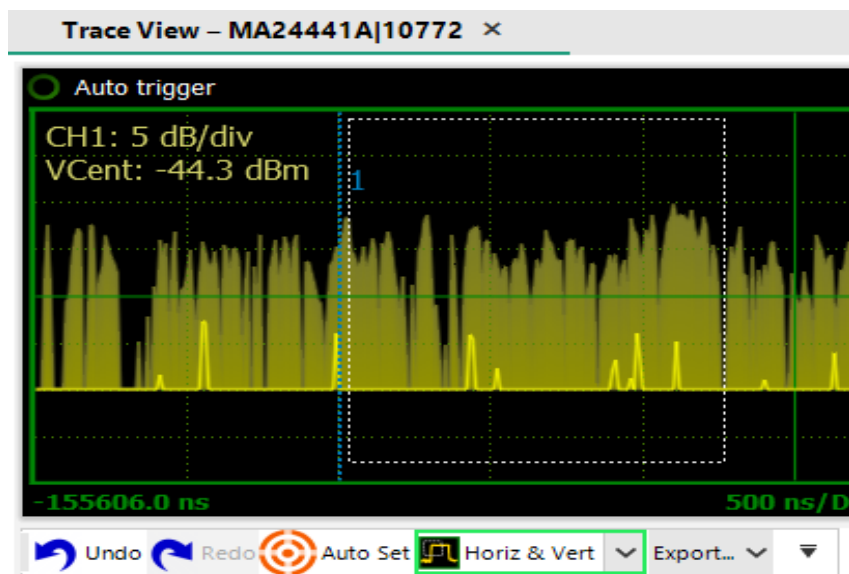 Trace View – MA24441A|10772 ×
Auto trigger
CH1: 5 dB/div
VCent: -44.3 dBm
1
-155606.0 ns 500 ns/D
Undo Redo Auto Set Horiz & Vert Export...